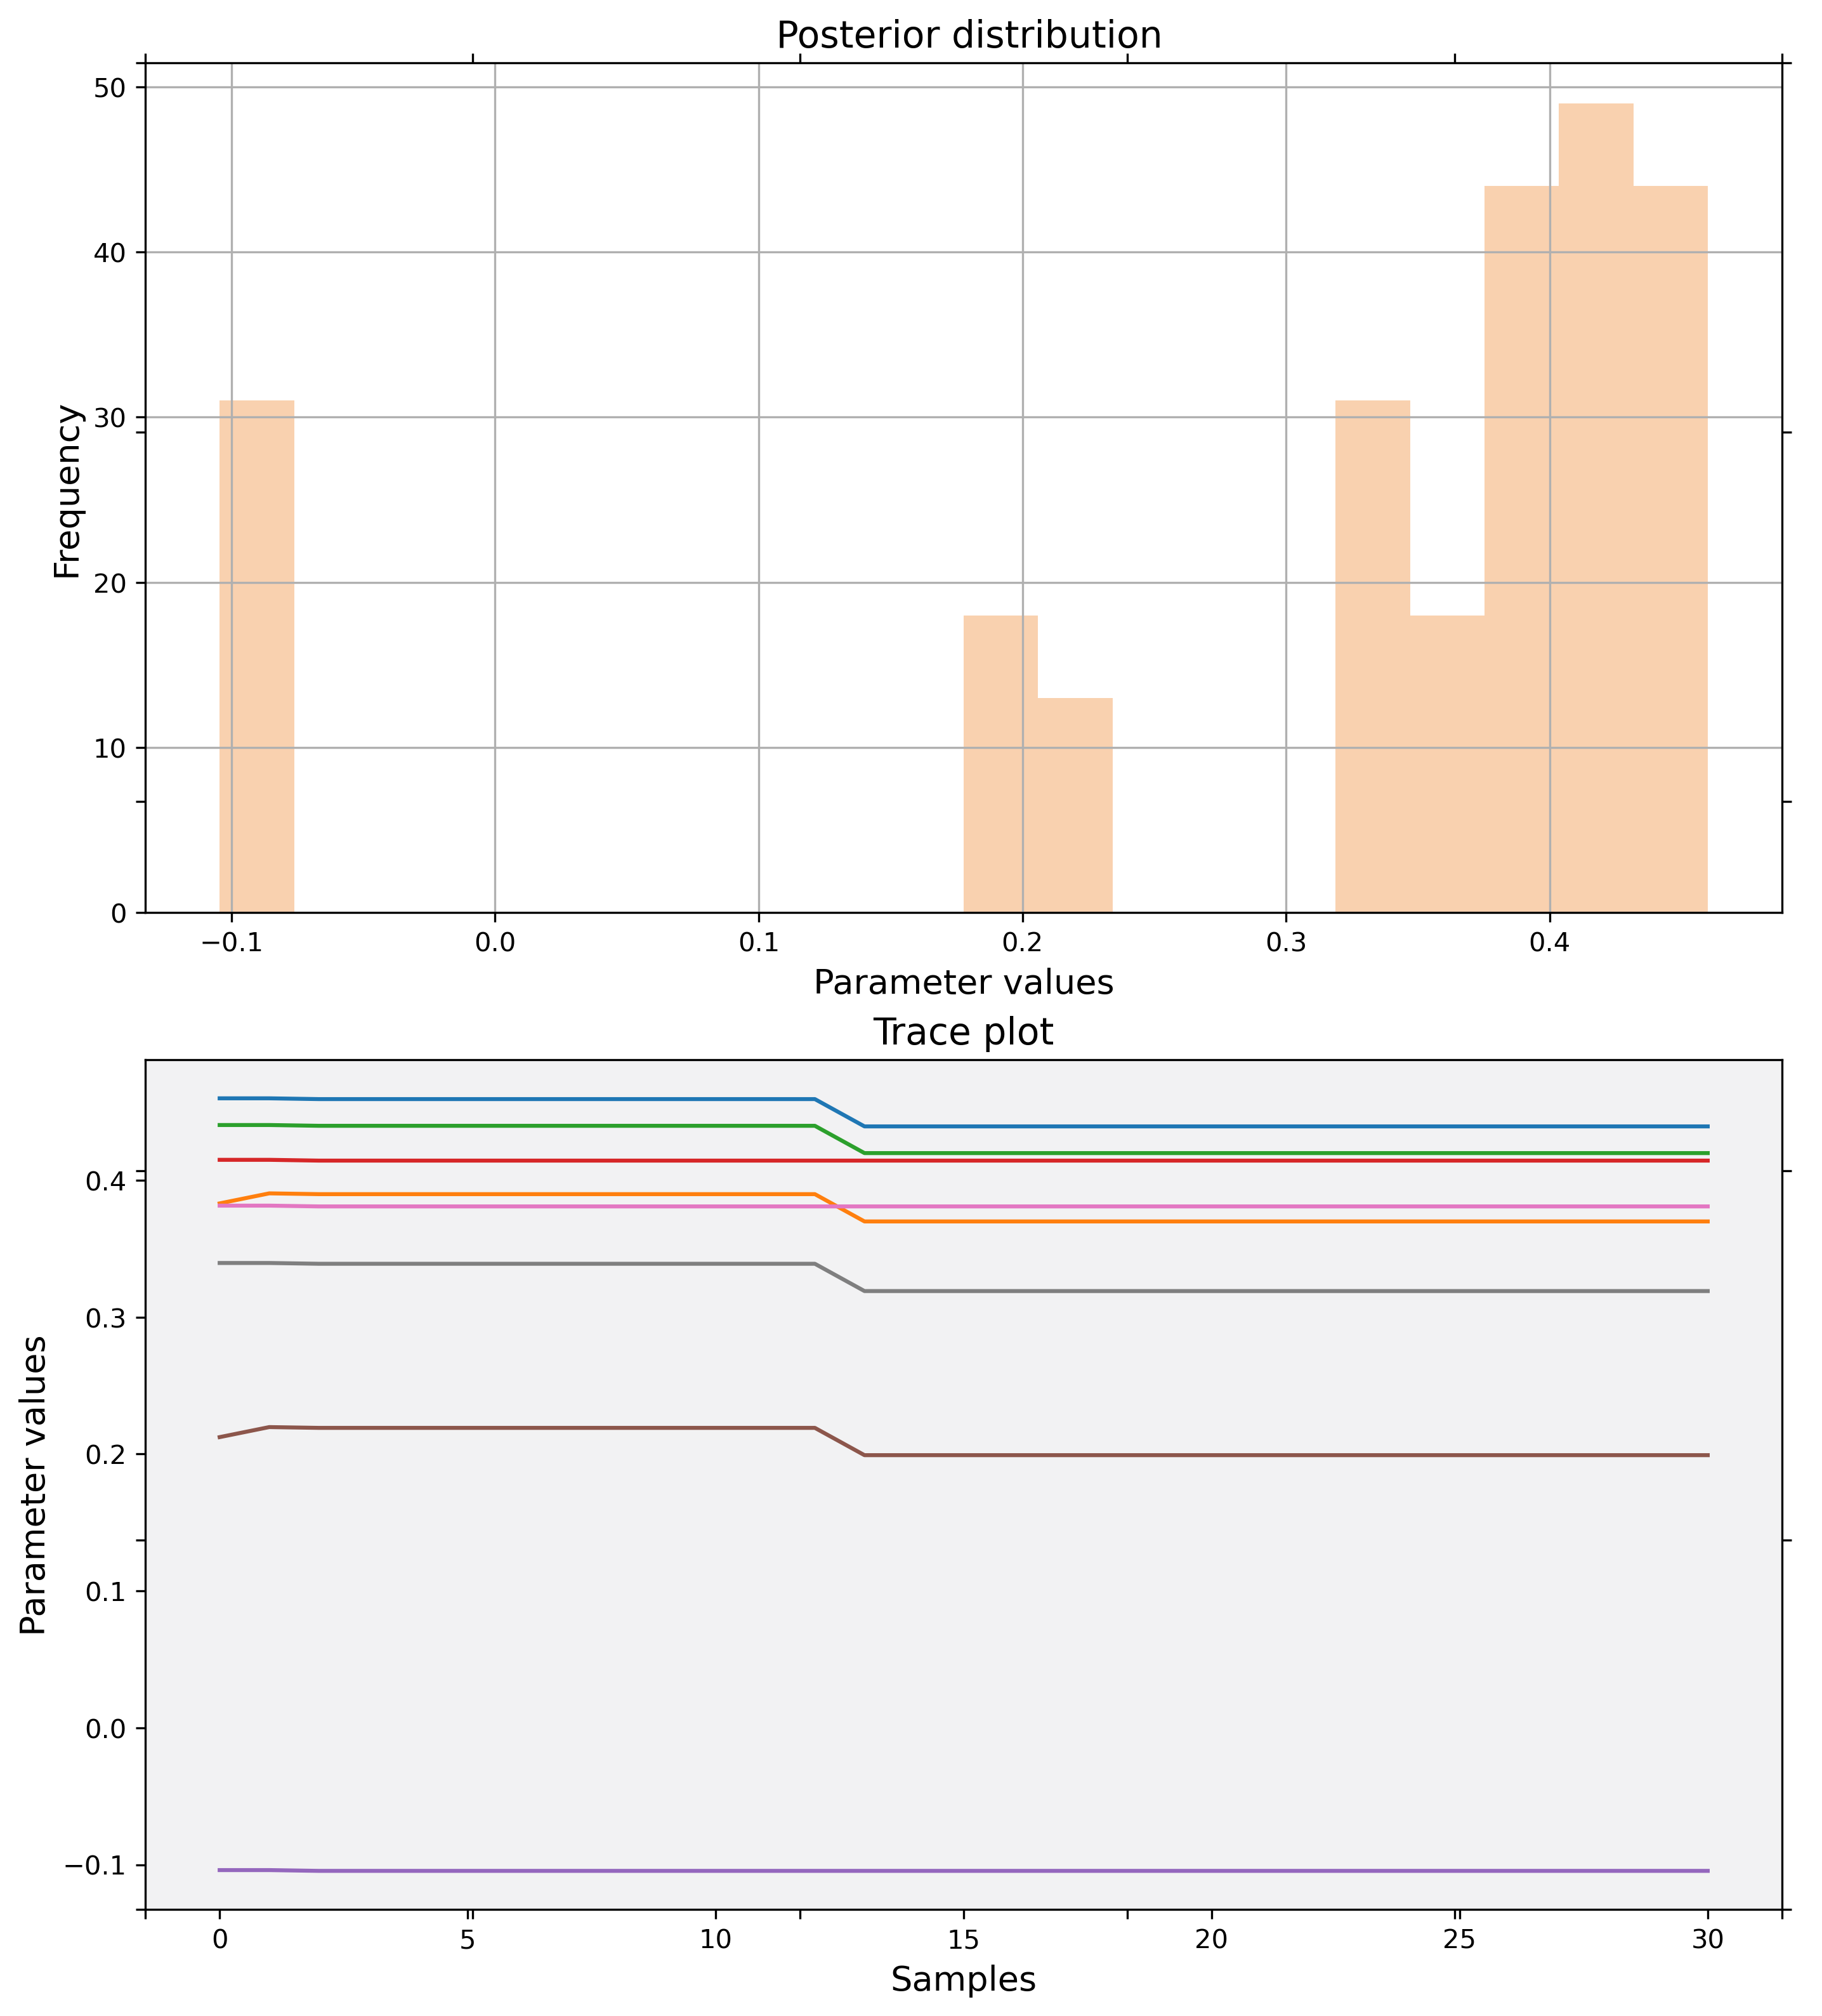 Posterior distribution
50
40
30
20
10
0
Frequency
−0.1 0.0 0.1 0.2 0.3 0.4
Parameter values
Trace plot
0.4
0.3
0.2
0.1
0.0
−0.1
Parameter values
0 5 10 15 20 25 30
Samples